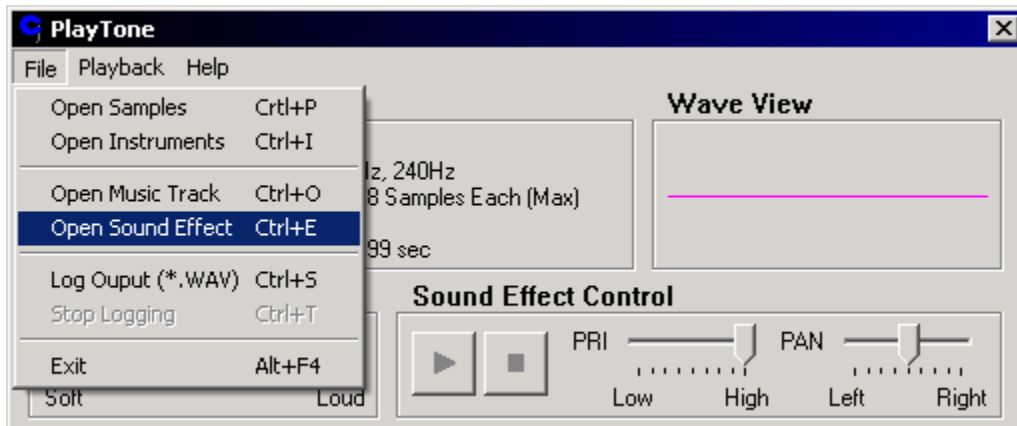 PlayTone
File Playback Help
Open Samples Crtl+P
Open Instruments Ctrl+I
Open Music Track Ctrl+O
Open Sound Effect Ctrl+E
Log Ouput (*.WAV) Ctrl+S
Stop Logging Ctrl+T
Exit Alt+F4
Wave View
z, 240Hz
8 Samples Each (Max)
99 sec
Sound Effect Control
PRI PAN
Soft Loud
Low High Left Right